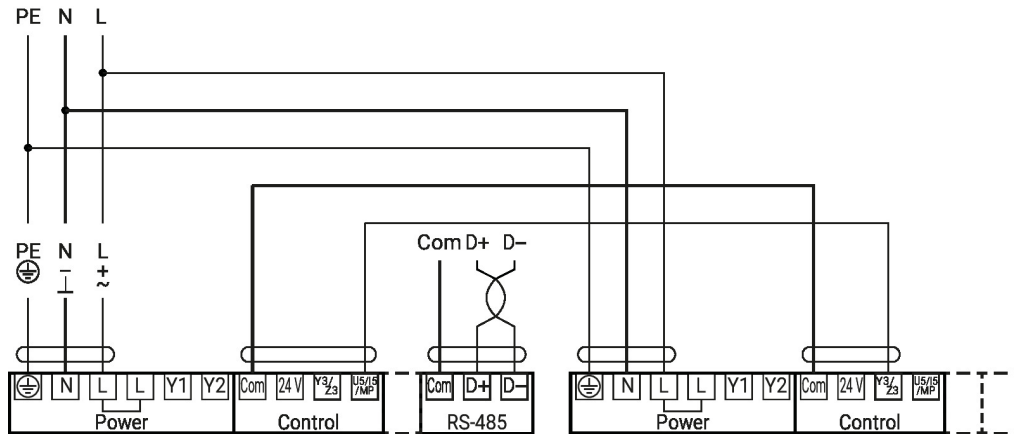 PE N L
Com D+ D–
PE N L
– +
⊥ ~
N L L Y1 Y2 Com 24 V Y3/Z3 U5/I5/MP Com D+ D– N L L Y1 Y2 Com 24 V Y3/Z3 U5/I5/MP
Power Control RS-485 Power Control